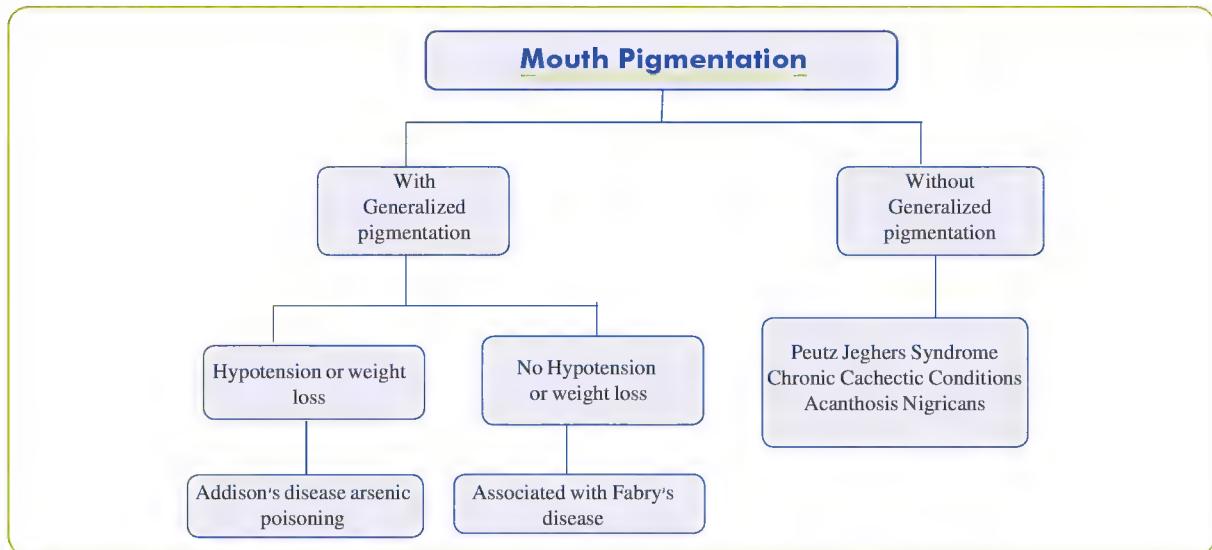 Mouth Pigmentation
With
Generalized
pigmentation
Without
Generalized
pigmentation
Hypotension or weight
loss
No Hypotension
or weight loss
Peutz Jeghers Syndrome
Chronic Cachectic Conditions
Acanthosis Nigricans
Addison's disease arsenic
poisoning
Associated with Fabry's
disease